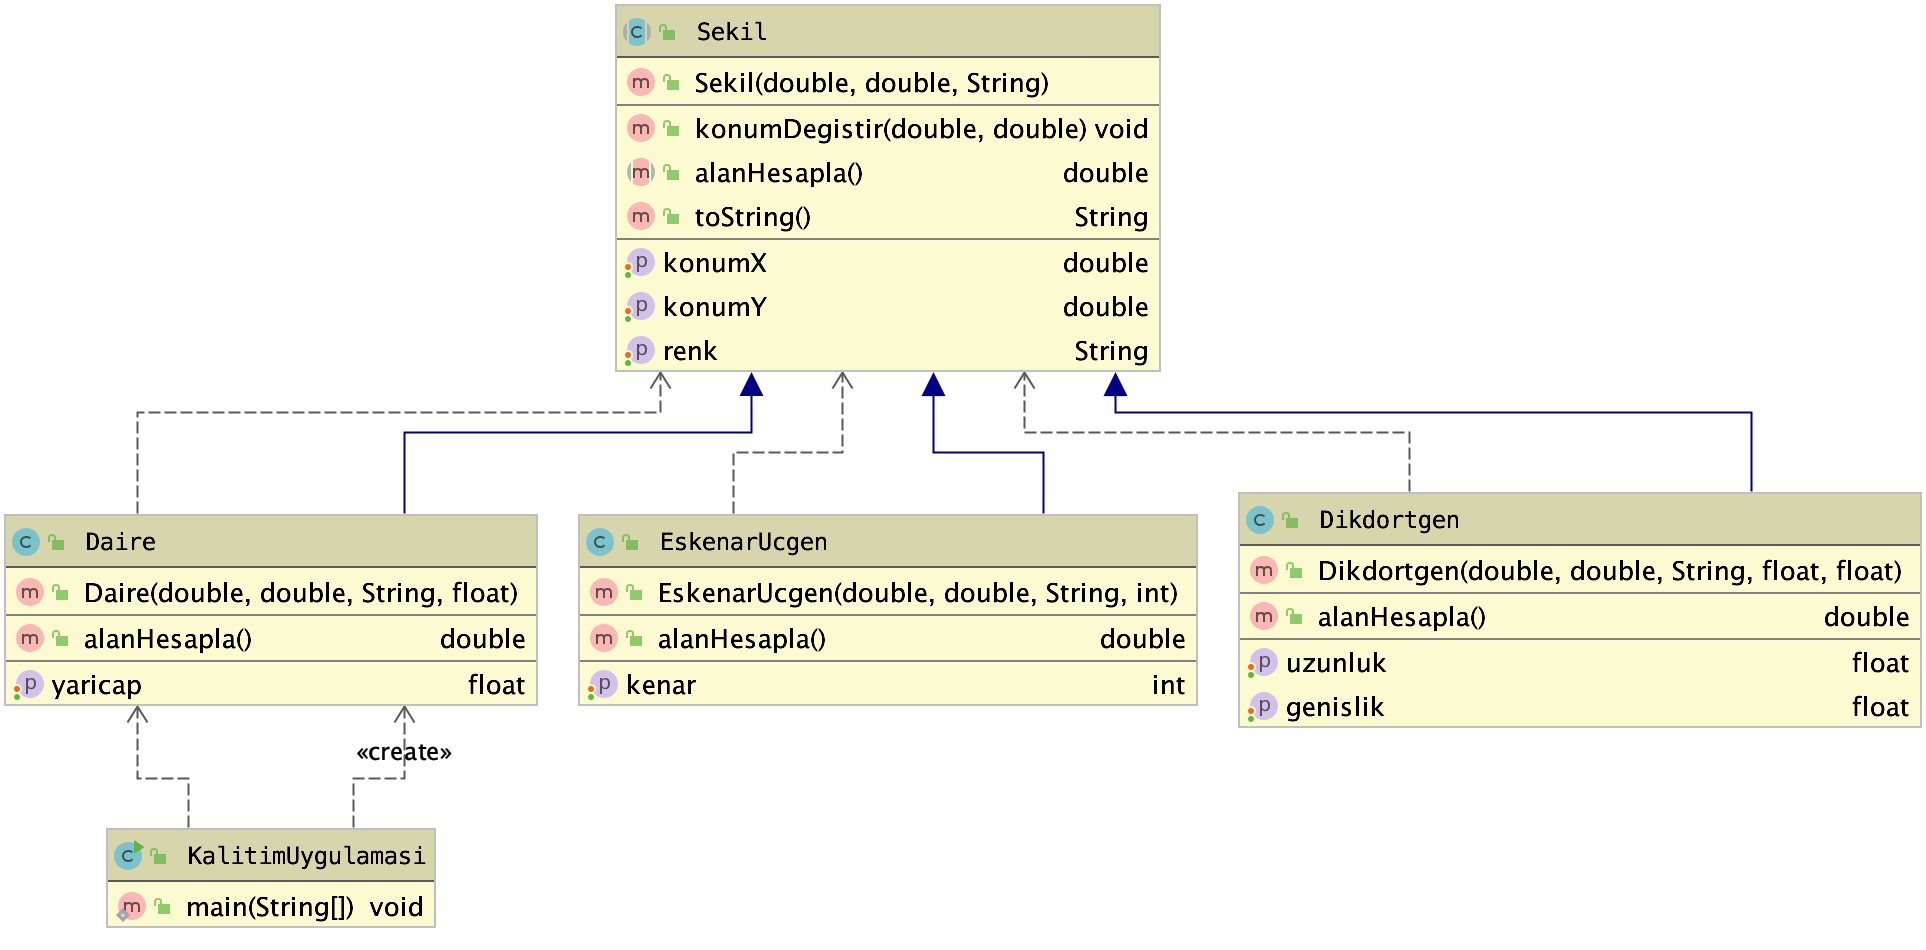 Sekil
Sekil(double, double, String)
konumDegistir(double, double) void
alanHesapla() double
toString() String
konumX double
konumY double
renk String
Daire
Daire(double, double, String, float)
alanHesapla() double
yaricap float
EskenarUcgen
EskenarUcgen(double, double, String, int)
alanHesapla() double
kenar int
Dikdortgen
Dikdortgen(double, double, String, float, float)
alanHesapla() double
uzunluk float
genislik float
«create»
KalitimUygulamasi
main(String[]) void